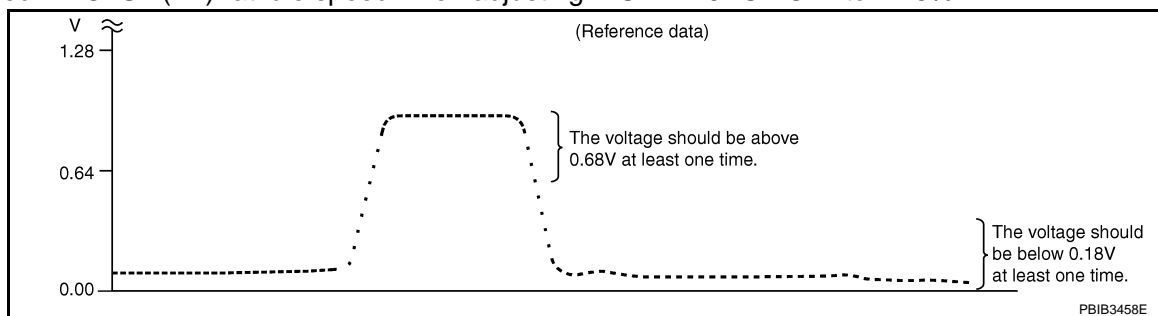 V
(Reference data)
1.28
The voltage should be above
0.68V at least one time.
0.64
The voltage should
be below 0.18V
at least one time.
0.00
PBIB3458E